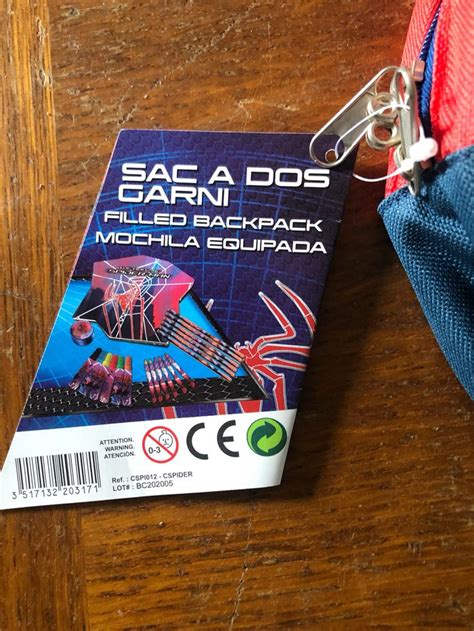 SAC A DOS
GARNI
FILLED BACKPACK
MOCHILA EQUIPADA
ATTENTION.
WARNING.
ATENCIÓN.
0-3
CE
Ref. : CSPI012 - CSPIDER
LOT# : BC202005
3 517132 203171